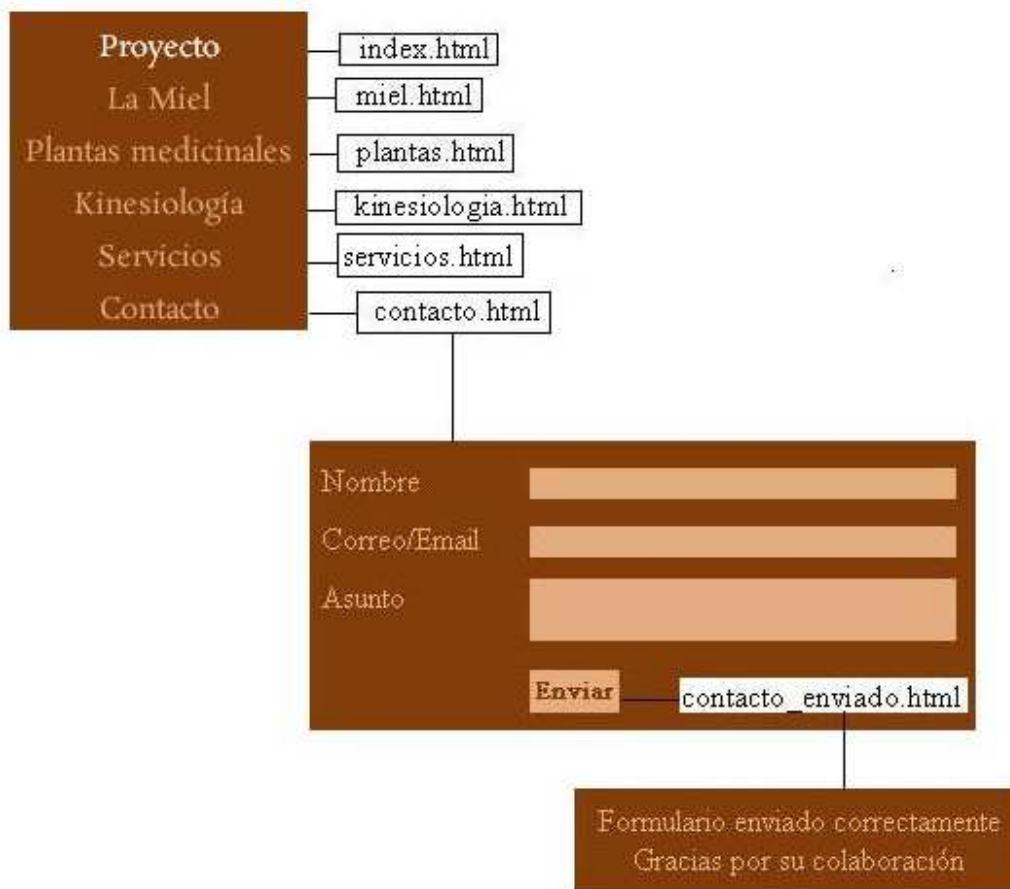 Proyecto
index.html
La Miel
miel.html
Plantas medicinales
plantas.html
Kinesiología
kinesiologia.html
Servicios
servicios.html
Contacto
contacto.html
Nombre
Correo/Email
Asunto
Enviar
contacto_enviado.html
Formulario enviado correctamente
Gracias por su colaboración